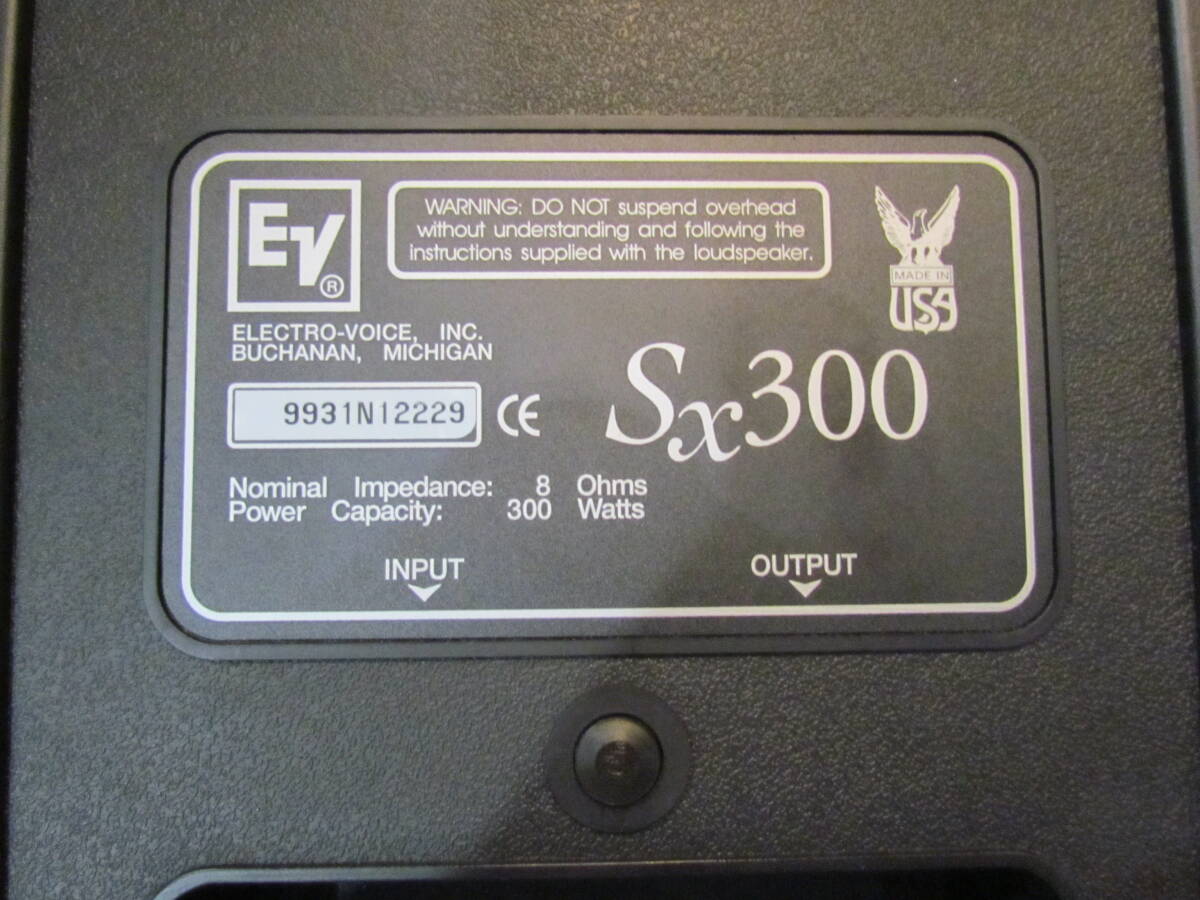 EV®
WARNING: DO NOT suspend overhead
without understanding and following the
instructions supplied with the loudspeaker.
MADE IN
USA
ELECTRO-VOICE, INC.
BUCHANAN, MICHIGAN
9931N12229 CE
Sx300
Nominal Impedance: 8 Ohms
Power Capacity: 300 Watts
INPUT
OUTPUT